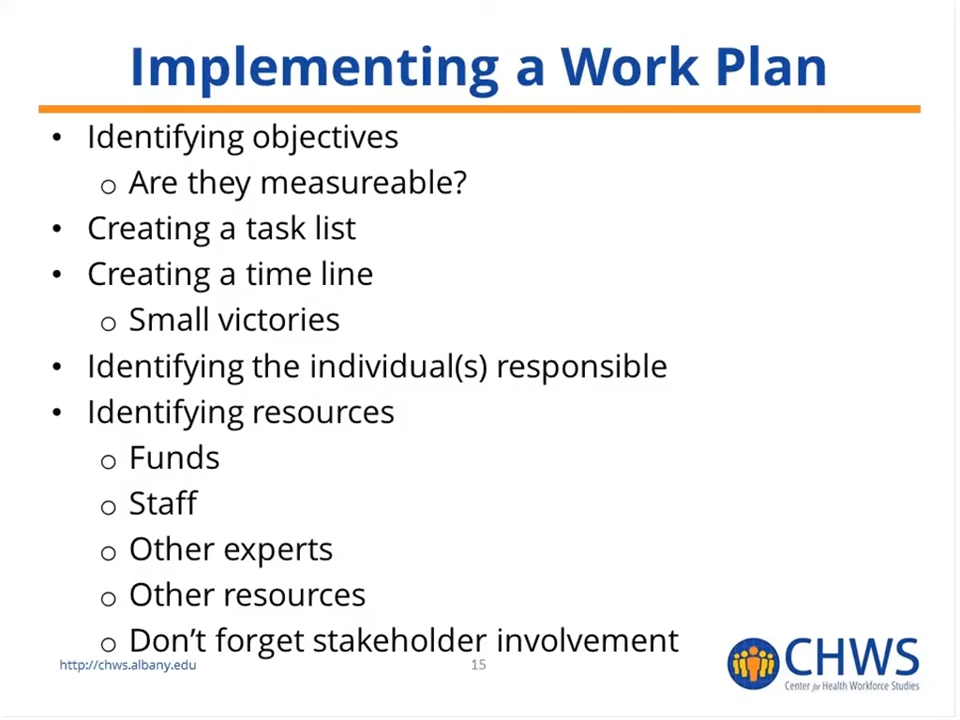 Implementing a Work Plan
• Identifying objectives
o Are they measureable?
• Creating a task list
• Creating a time line
o Small victories
• Identifying the individual(s) responsible
• Identifying resources
o Funds
o Staff
o Other experts
o Other resources
o Don’t forget stakeholder involvement
http://chws.albany.edu
15
CHWS
Center for Health Workforce Studies